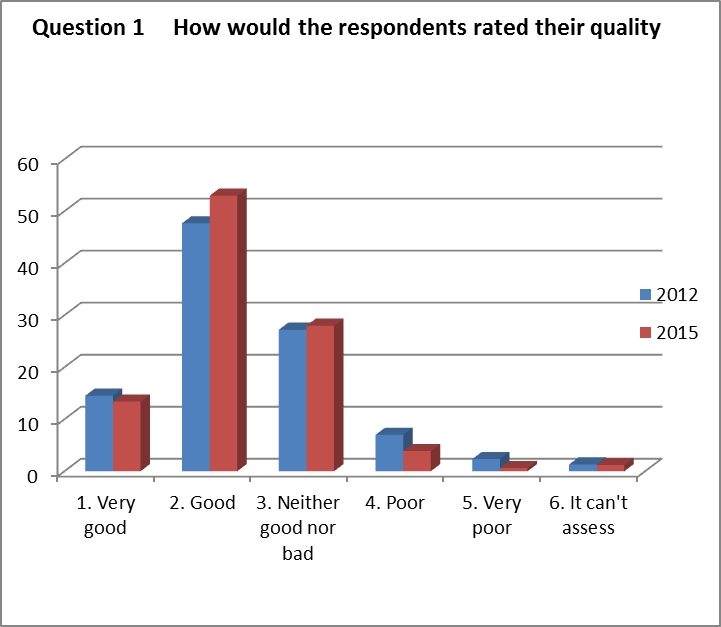 Question 1 How would the respondents rated their quality
60
50
40
30
20
10
0
2012
2015
1. Very
good
2. Good
3. Neither
good nor
bad
4. Poor
5. Very
poor
6. It can't
assess